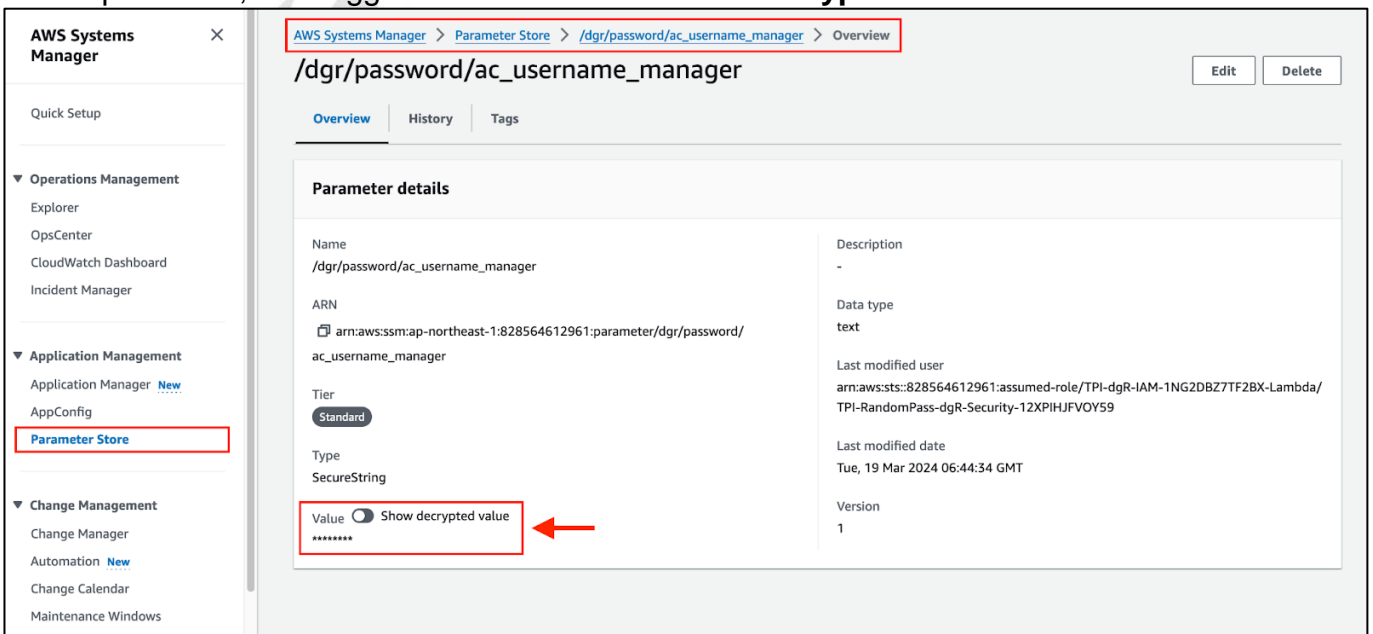 AWS Systems Manager
Quick Setup
Operations Management
Explorer
OpsCenter
CloudWatch Dashboard
Incident Manager
Application Management
Application Manager New
AppConfig
Parameter Store
Change Management
Change Manager
Automation New
Change Calendar
Maintenance Windows
AWS Systems Manager > Parameter Store > /dgr/password/ac_username_manager > Overview
/dgr/password/ac_username_manager
Edit Delete
Overview History Tags
Parameter details
Name
/dgr/password/ac_username_manager
ARN
arn:aws:ssm:ap-northeast-1:828564612961:parameter/dgr/password/
ac_username_manager
Tier
Standard
Type
SecureString
Value Show decrypted value
********
Description
-
Data type
text
Last modified user
arn:aws:sts::828564612961:assumed-role/TPI-dgR-IAM-1NG2DBZ7TF2BX-Lambda/
TPI-RandomPass-dgR-Security-12XPIHJFVOY59
Last modified date
Tue, 19 Mar 2024 06:44:34 GMT
Version
1